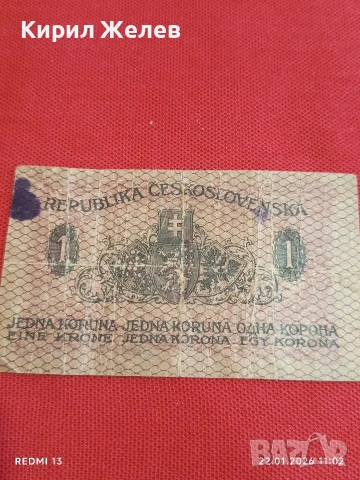 Кирил Желев
REPUBLIKA ČESKOSLOVENSKÁ
1 1
JEDNA KORUNA·JEDNA KORUNA·ОДНА КОРОНА
EINE KRONE·JEDNA KORONA·EGY KORONA
REDMI 13
22/01/2026 11:02
BAZAR